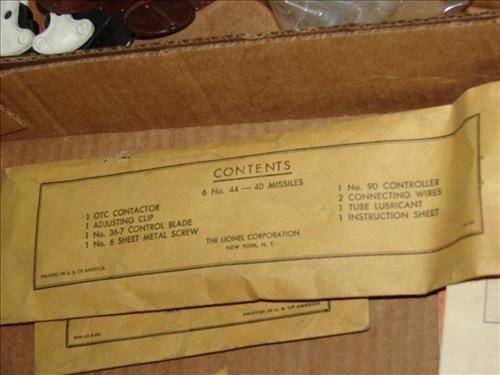 CONTENTS
6 No. 44 — 40 MISSILES
1 OTC CONTACTOR
1 ADJUSTING CLIP
1 No. 36-7 CONTROL BLADE
1 No. 6 SHEET METAL SCREW
1 No. 90 CONTROLLER
2 CONNECTING WIRES
1 TUBE LUBRICANT
1 INSTRUCTION SHEET
THE LIONEL CORPORATION
NEW YORK, N. Y.
PRINTED IN U. S. OF AMERICA
PRINTED IN U. S. OF AMERICA